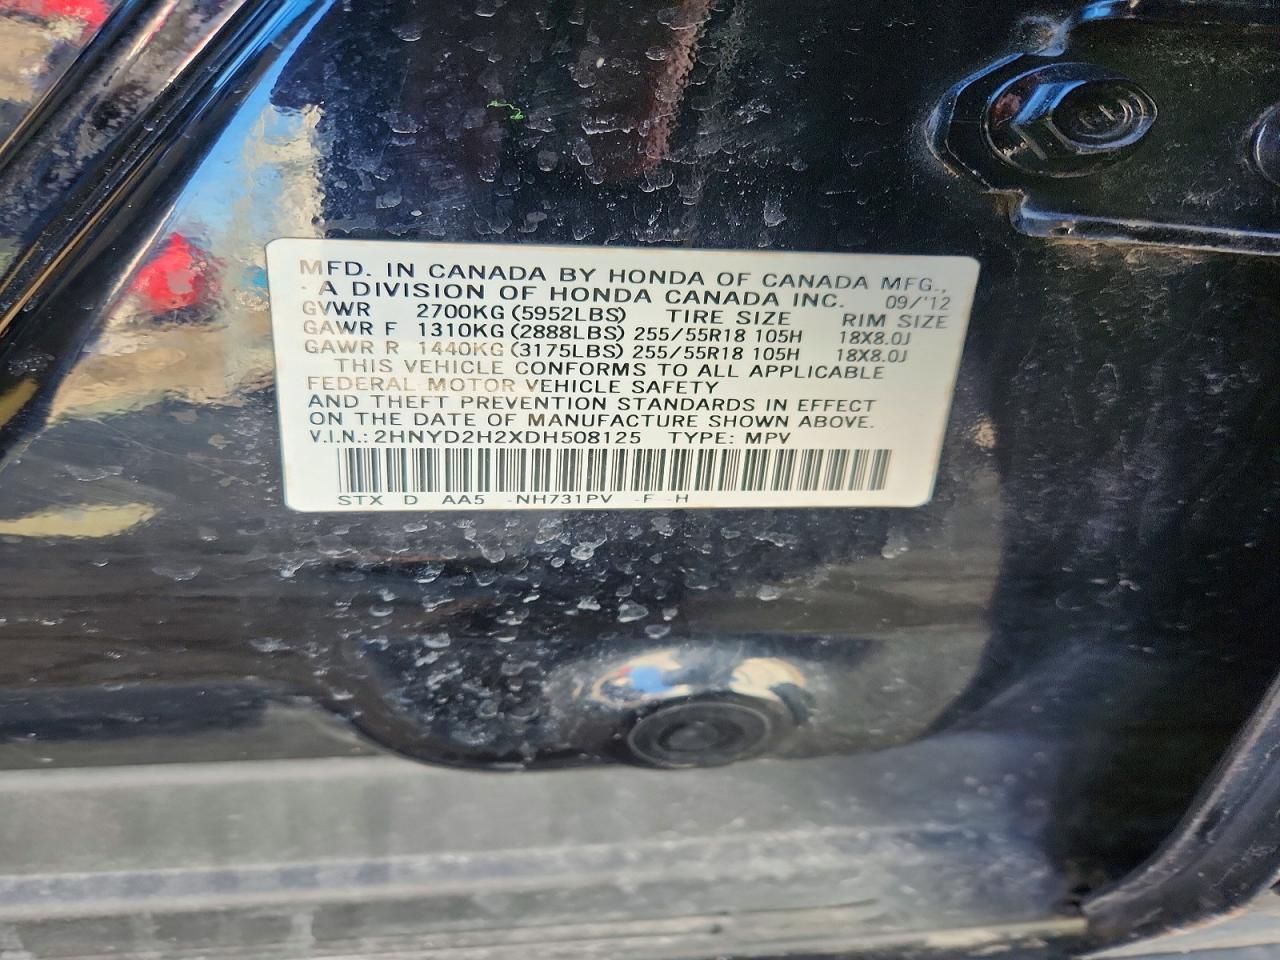 MFD. IN CANADA BY HONDA OF CANADA MFG.,
A DIVISION OF HONDA CANADA INC. 09/'12
GVWR 2700KG (5952LBS) TIRE SIZE RIM SIZE
GAWR F 1310KG (2888LBS) 255/55R18 105H 18X8.0J
GAWR R 1440KG (3175LBS) 255/55R18 105H 18X8.0J
THIS VEHICLE CONFORMS TO ALL APPLICABLE
FEDERAL MOTOR VEHICLE SAFETY
AND THEFT PREVENTION STANDARDS IN EFFECT
ON THE DATE OF MANUFACTURE SHOWN ABOVE.
V.I.N.: 2HNYD2H2XDH508125 TYPE: MPV
STX D AA5 -NH731PV -F -H